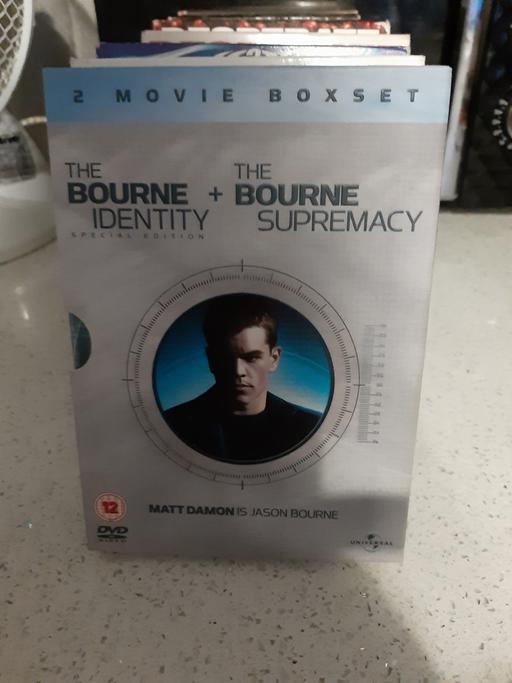 2 MOVIE BOXSET
THE
BOURNE
IDENTITY
SPECIAL EDITION
+
THE
BOURNE
SUPREMACY
12
MATT DAMON IS JASON BOURNE
DVD
VIDEO
UNIVERSAL